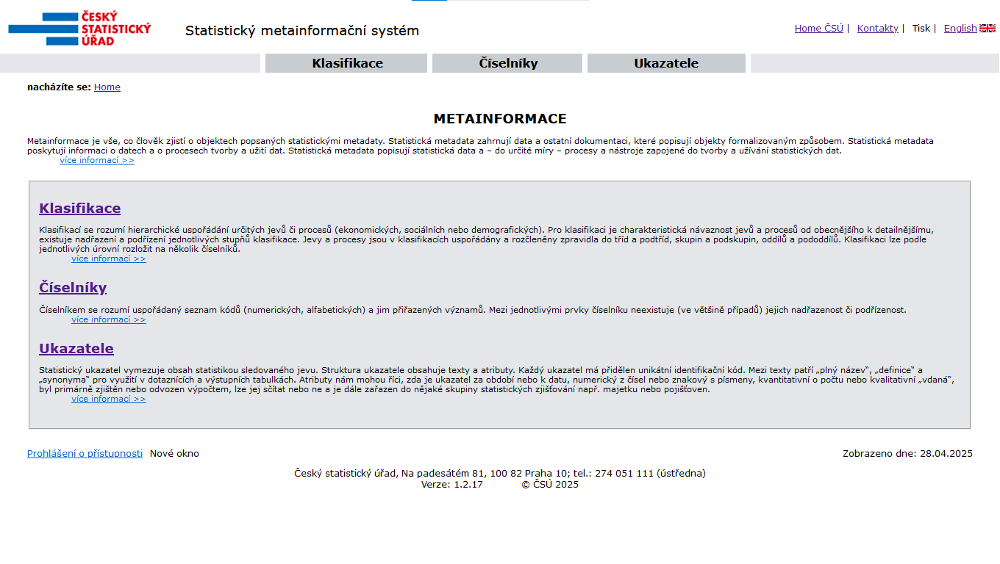 ČESKÝ
STATISTICKÝ
ÚŘAD
Statistický metainformační systém
Home ČSÚ | Kontakty | Tisk | English
Klasifikace Číselníky Ukazatele
nacházíte se: Home
METAINFORMACE
Metainformace je vše, co člověk zjistí o objektech popsaných statistickými metadaty. Statistická metadata zahrnují data a ostatní dokumentaci, které popisují objekty formalizovaným způsobem. Statistická metadata
poskytují informaci o datech a o procesech tvorby a užití dat. Statistická metadata popisují statistická data a – do určité míry – procesy a nástroje zapojené do tvorby a užívání statistických dat.
více informací >>
Klasifikace
Klasifikací se rozumí hierarchické uspořádání určitých jevů či procesů (ekonomických, sociálních nebo demografických). Pro klasifikaci je charakteristická návaznost jevů a procesů od obecnějšího k detailnějšímu,
existuje nadřazení a podřízení jednotlivých stupňů klasifikace. Jevy a procesy jsou v klasifikacích uspořádány a rozčleněny zpravidla do tříd a podtříd, skupin a podskupin, oddílů a pododdílů. Klasifikaci lze podle
jednotlivých úrovní rozložit na několik číselníků.
více informací >>
Číselníky
Číselníkem se rozumí uspořádaný seznam kódů (numerických, alfabetických) a jim přiřazených významů. Mezi jednotlivými prvky číselníku neexistuje (ve většině případů) jejich nadřazenost či podřízenost.
více informací >>
Ukazatele
Statistický ukazatel vymezuje obsah statistikou sledovaného jevu. Struktura ukazatele obsahuje texty a atributy. Každý ukazatel má přidělen unikátní identifikační kód. Mezi texty patří „plný název“, „definice“ a
„synonyma“ pro využití v dotaznících a výstupních tabulkách. Atributy nám mohou říci, zda je ukazatel za období nebo k datu, numerický z čísel nebo znakový s písmeny, kvantitativní o počtu nebo kvalitativní „vdaná“,
byl primárně zjištěn nebo odvozen výpočtem, lze jej sčítat nebo ne a je dále zařazen do nějaké skupiny statistických zjišťování např. majetku nebo pojišťoven.
více informací >>
Prohlášení o přístupnosti Nové okno Zobrazeno dne: 28.04.2025
Český statistický úřad, Na padesátém 81, 100 82 Praha 10; tel.: 274 051 111 (ústředna)
Verze: 1.2.17 © ČSÚ 2025